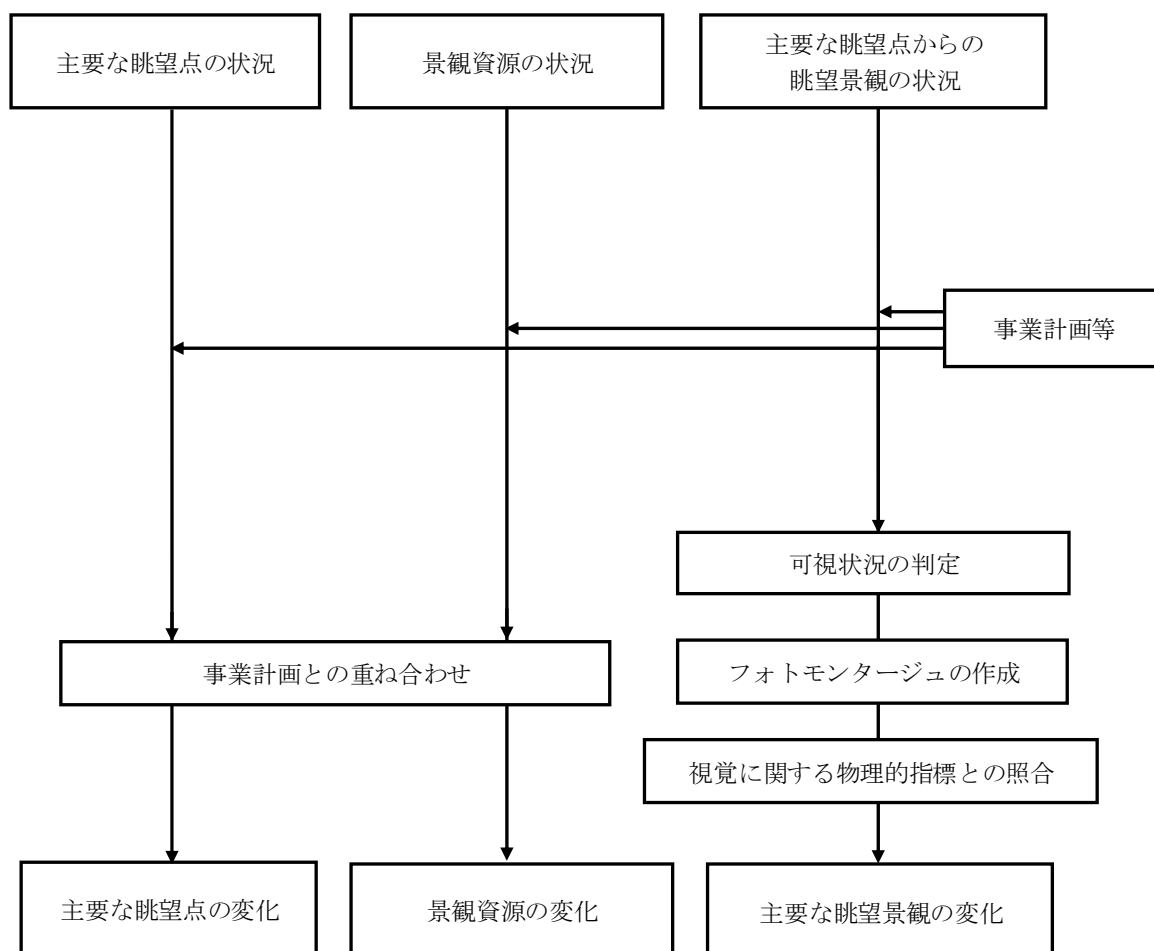 主要な眺望点の状況
景観資源の状況
主要な眺望点からの
眺望景観の状況
事業計画等
可視状況の判定
事業計画との重ね合わせ
フォトモンタージュの作成
視覚に関する物理的指標との照合
主要な眺望点の変化
景観資源の変化
主要な眺望景観の変化